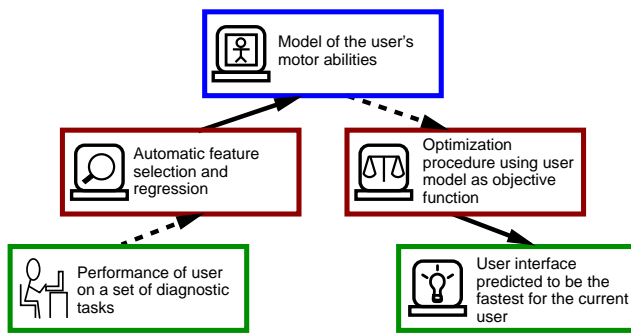 Model of the user's
motor abilities
Automatic feature
selection and
regression
Optimization
procedure using user
model as objective
function
Performance of user
on a set of diagnostic
tasks
User interface
predicted to be the
fastest for the current
user